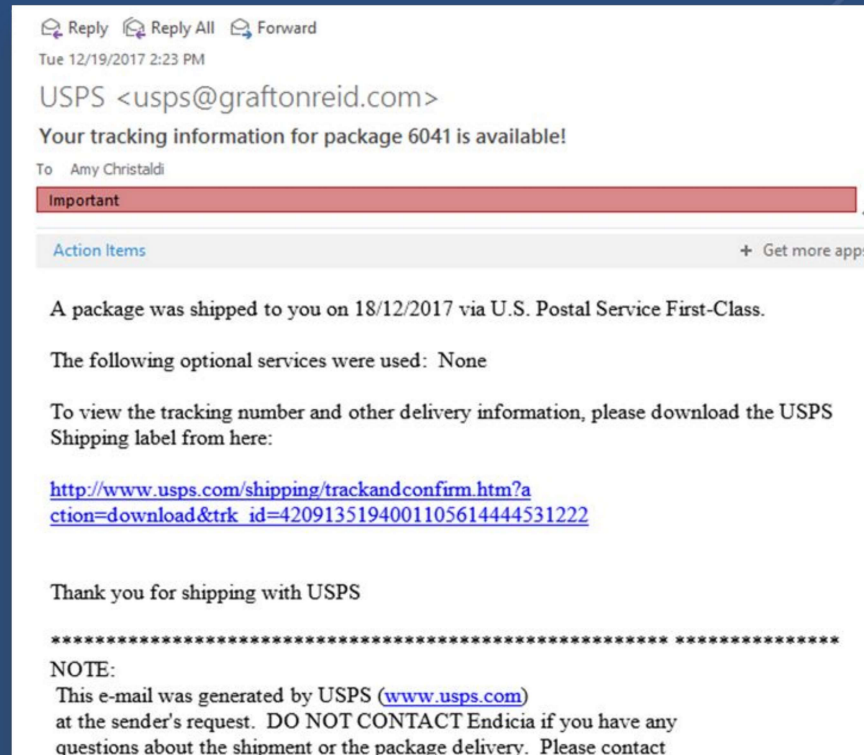 Reply Reply All Forward
Tue 12/19/2017 2:23 PM
USPS <usps@graftonreid.com>
Your tracking information for package 6041 is available!
To Amy Christaldi
Important
Action Items + Get more apps
A package was shipped to you on 18/12/2017 via U.S. Postal Service First-Class.
The following optional services were used: None
To view the tracking number and other delivery information, please download the USPS
Shipping label from here:
http://www.usps.com/shipping/trackandconfirm.htm?a
ction=download&trk_id=4209135194001105614444531222
Thank you for shipping with USPS
******************************************************** ***************
NOTE:
This e-mail was generated by USPS (www.usps.com)
at the sender's request. DO NOT CONTACT Endicia if you have any
questions about the shipment or the package delivery. Please contact